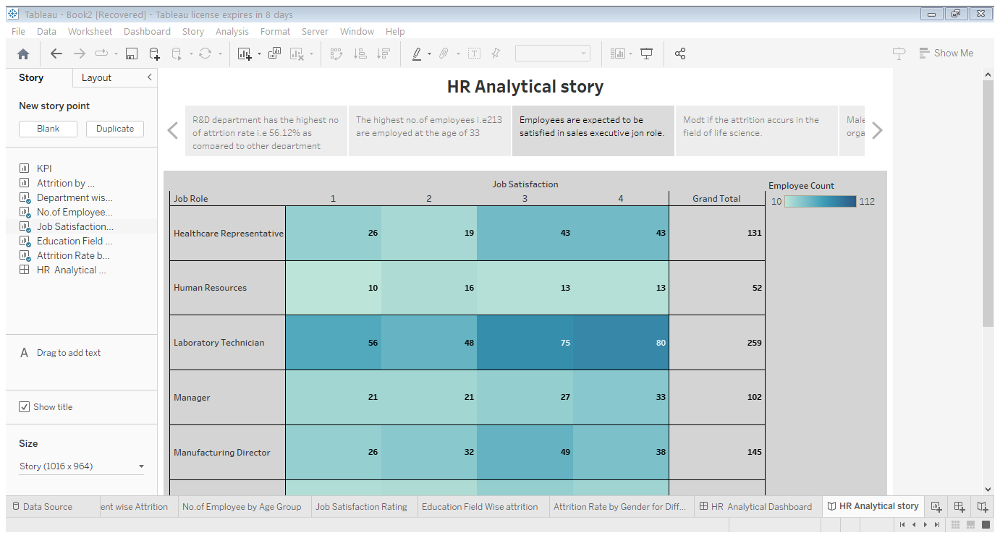 Tableau - Book2 [Recovered] - Tableau license expires in 8 days
File Data Worksheet Dashboard Story Analysis Format Server Window Help
Show Me
Story Layout
New story point
Blank Duplicate
KPI
Attrition by ...
Department wis...
No.of Employee...
Job Satisfaction...
Education Field ...
Attrition Rate b...
HR Analytical ...
A Drag to add text
Show title
Size
Story (1016 x 964)
HR Analytical story
R&D department has the highest no
of attrtion rate i.e 56.12% as
compared to other department
The highest no.of employees i.e213
are employed at the age of 33
Employees are expected to be
satisfied in sales executive jon role.
Modt if the attrition accurs in the
field of life science.
Male
orga
Job Satisfaction
Job Role 1 2 3 4 Grand Total
Healthcare Representative 26 19 43 43 131
Human Resources 10 16 13 13 52
Laboratory Technician 56 48 75 80 259
Manager 21 21 27 33 102
Manufacturing Director 26 32 49 38 145
Employee Count
10 112
Data Source ent wise Attrition No.of Employee by Age Group Job Satisfaction Rating Education Field Wise attrition Attrition Rate by Gender for Diff... HR Analytical Dashboard HR Analytical story